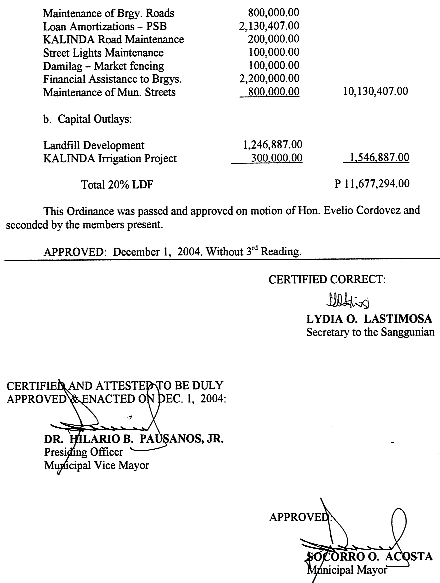 Maintenance of Brgy. Roads 800,000.00
Loan Amortizations – PSB 2,130,407.00
KALINDA Road Maintenance 200,000.00
Street Lights Maintenance 100,000.00
Damilag – Market fencing 100,000.00
Financial Assistance to Brgys. 2,200,000.00
Maintenance of Mun. Streets 800,000.00 10,130,407.00
b. Capital Outlays:
Landfill Development 1,246,887.00
KALINDA Irrigation Project 300,000.00 1,546,887.00
Total 20% LDF P 11,677,294.00
This Ordinance was passed and approved on motion of Hon. Evelio Cordovez and
seconded by the members present.
APPROVED: December 1, 2004, Without 3rd Reading.
CERTIFIED CORRECT:
LYDIA O. LASTIMOSA
Secretary to the Sanggunian
CERTIFIED AND ATTESTED TO BE DULY
APPROVED & ENACTED ON DEC. 1, 2004:
DR. HILARIO B. PAUSANOS, JR.
Presiding Officer
Municipal Vice Mayor
APPROVED:
SOCORRO O. ACOSTA
Municipal Mayor